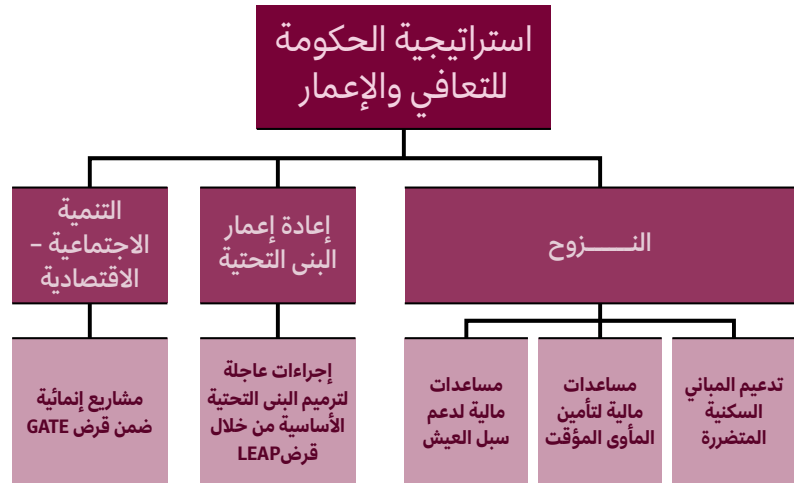 استراتيجية الحكومة
للتعافي والإعمار
النـــــزوح
إعادة إعمار
البنى التحتية
التنمية
الاجتماعية –
الاقتصادية
تدعيم المباني
السكنية
المتضررة
مساعدات
مالية لتأمين
المأوى المؤقت
مساعدات
مالية لدعم
سبل العيش
إجراءات عاجلة
لترميم البنى التحتية
الأساسية من خلال
قرضLEAP
مشاريع إنمائية
ضمن قرض GATE